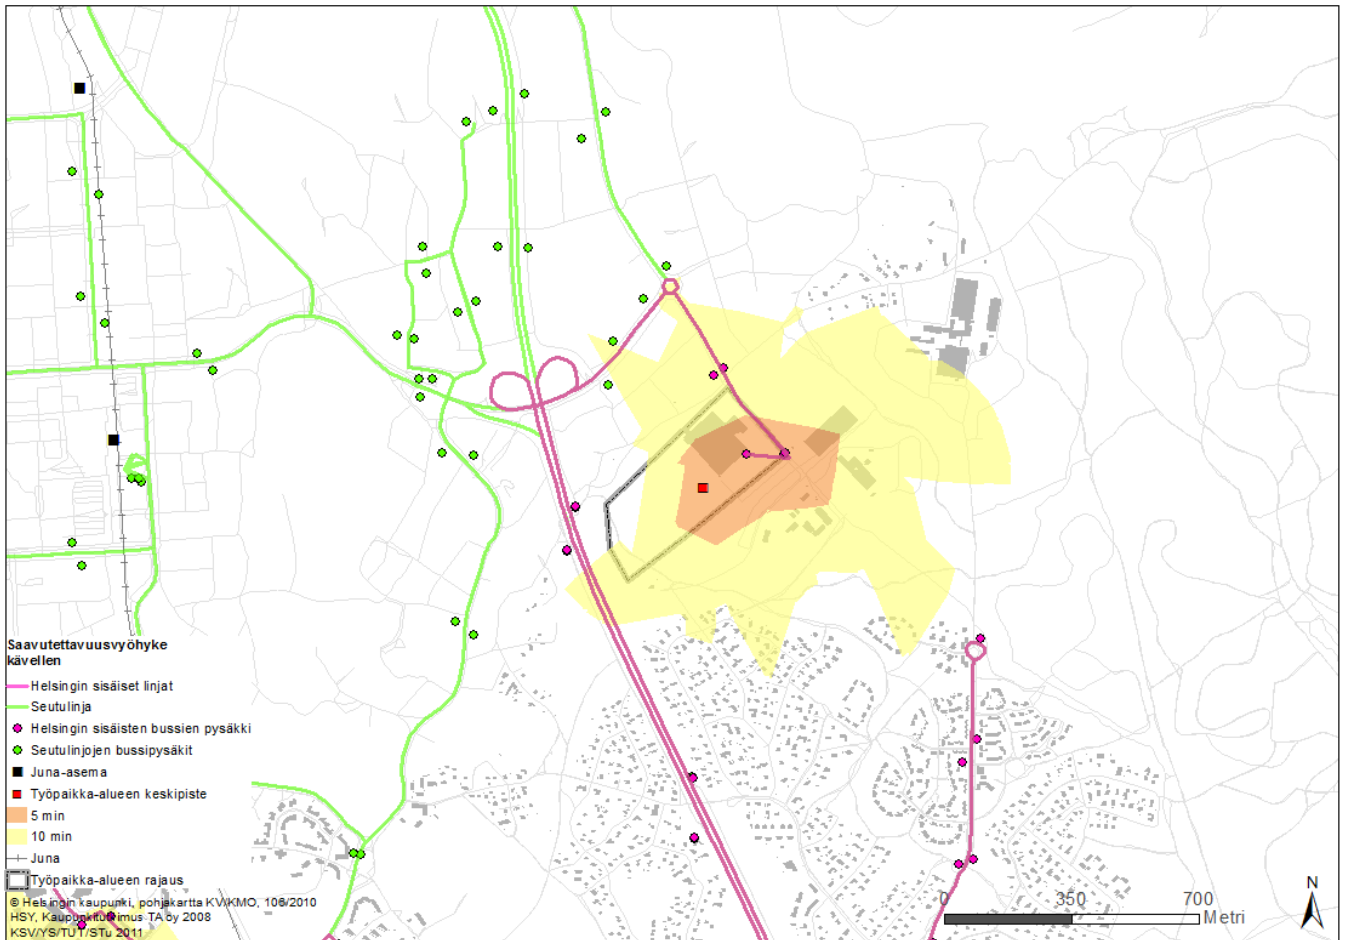 Saavutettavuusvyöhyke
kävellen
Helsingin sisäiset linjat
Seutulinja
Helsingin sisäisten bussien pysäkki
Seutulinjojen bussipysäkit
Juna-asema
Työpaikka-alueen keskipiste
5 min
10 min
Juna
Työpaikka-alueen rajaus
© Helsingin kaupunki, pohjakartta KV/KMO, 106/2010
HSY, Kaupunkitutkimus TA oy 2008
KSV/YS/TUT/STu 2011
0 350 700
Metri
N